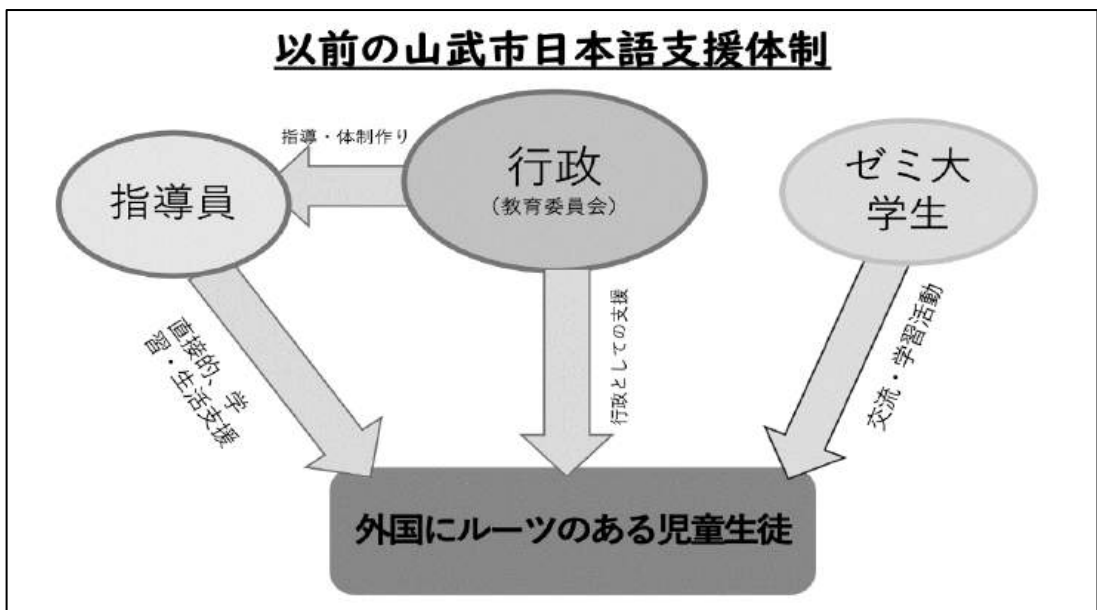 以前の山武市日本語支援体制
指導・体制作り
指導員
行政
（教育委員会）
ゼミ大
学生
直接的、学
習・生活支援
行政としての支援
交流・学習活動
外国にルーツのある児童生徒